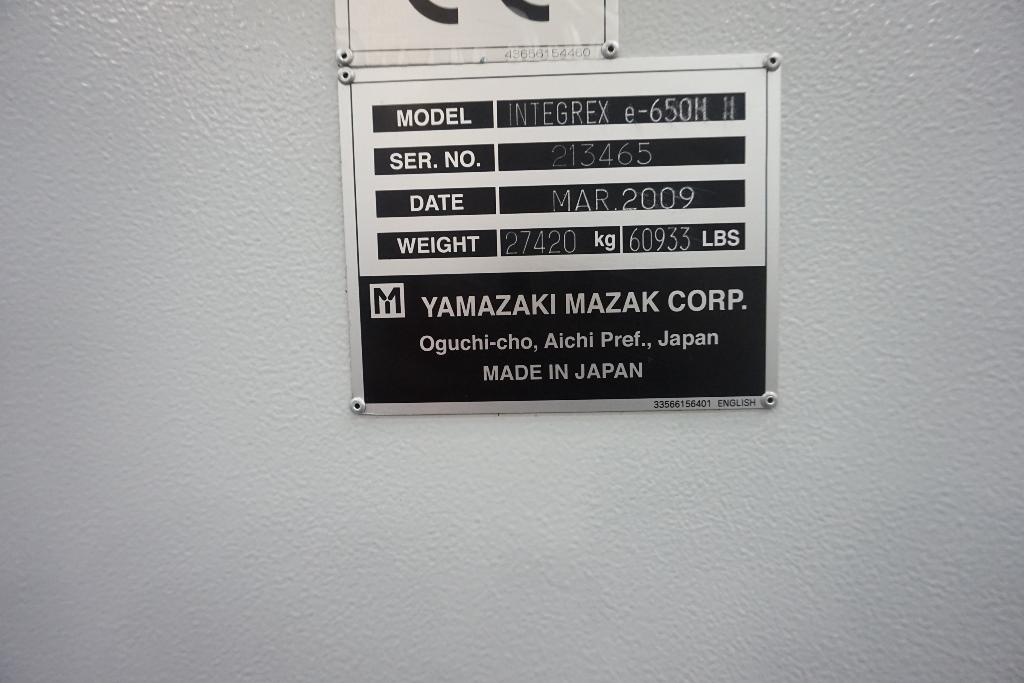 43656154460
MODEL INTEGREX e-650H II
SER. NO. 213465
DATE MAR.2009
WEIGHT 27420 kg 60933 LBS
YAMAZAKI MAZAK CORP.
Oguchi-cho, Aichi Pref., Japan
MADE IN JAPAN
33566156401 ENGLISH